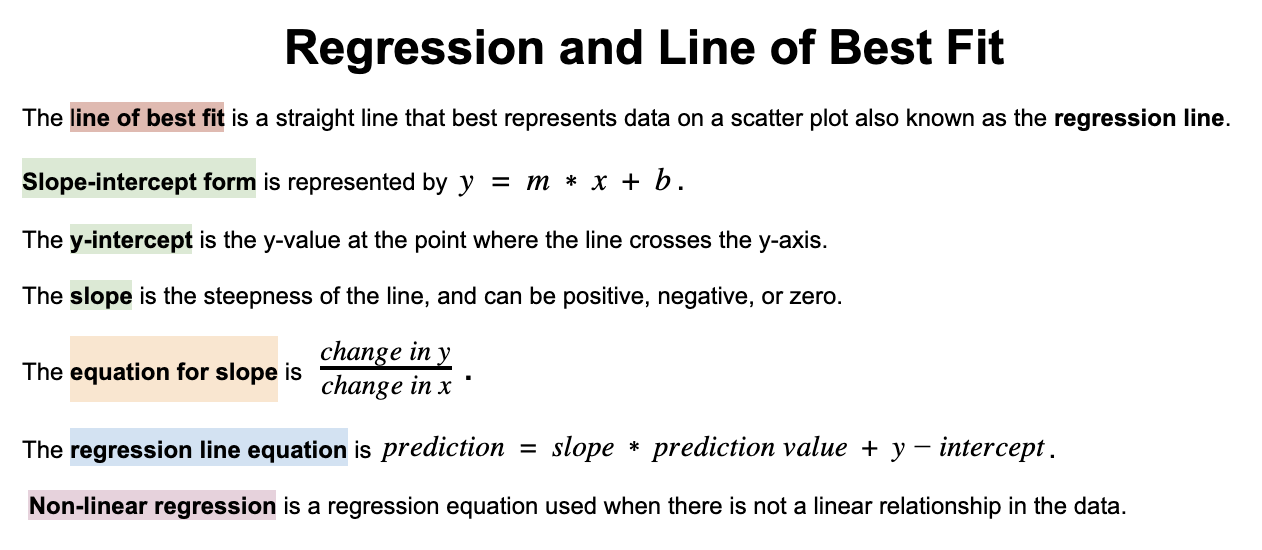 Regression and Line of Best Fit
The line of best fit is a straight line that best represents data on a scatter plot also known as the regression line.
Slope-intercept form is represented by y = m * x + b.
The y-intercept is the y-value at the point where the line crosses the y-axis.
The slope is the steepness of the line, and can be positive, negative, or zero.
The equation for slope is change in y / change in x .
The regression line equation is prediction = slope * prediction value + y − intercept.
Non-linear regression is a regression equation used when there is not a linear relationship in the data.